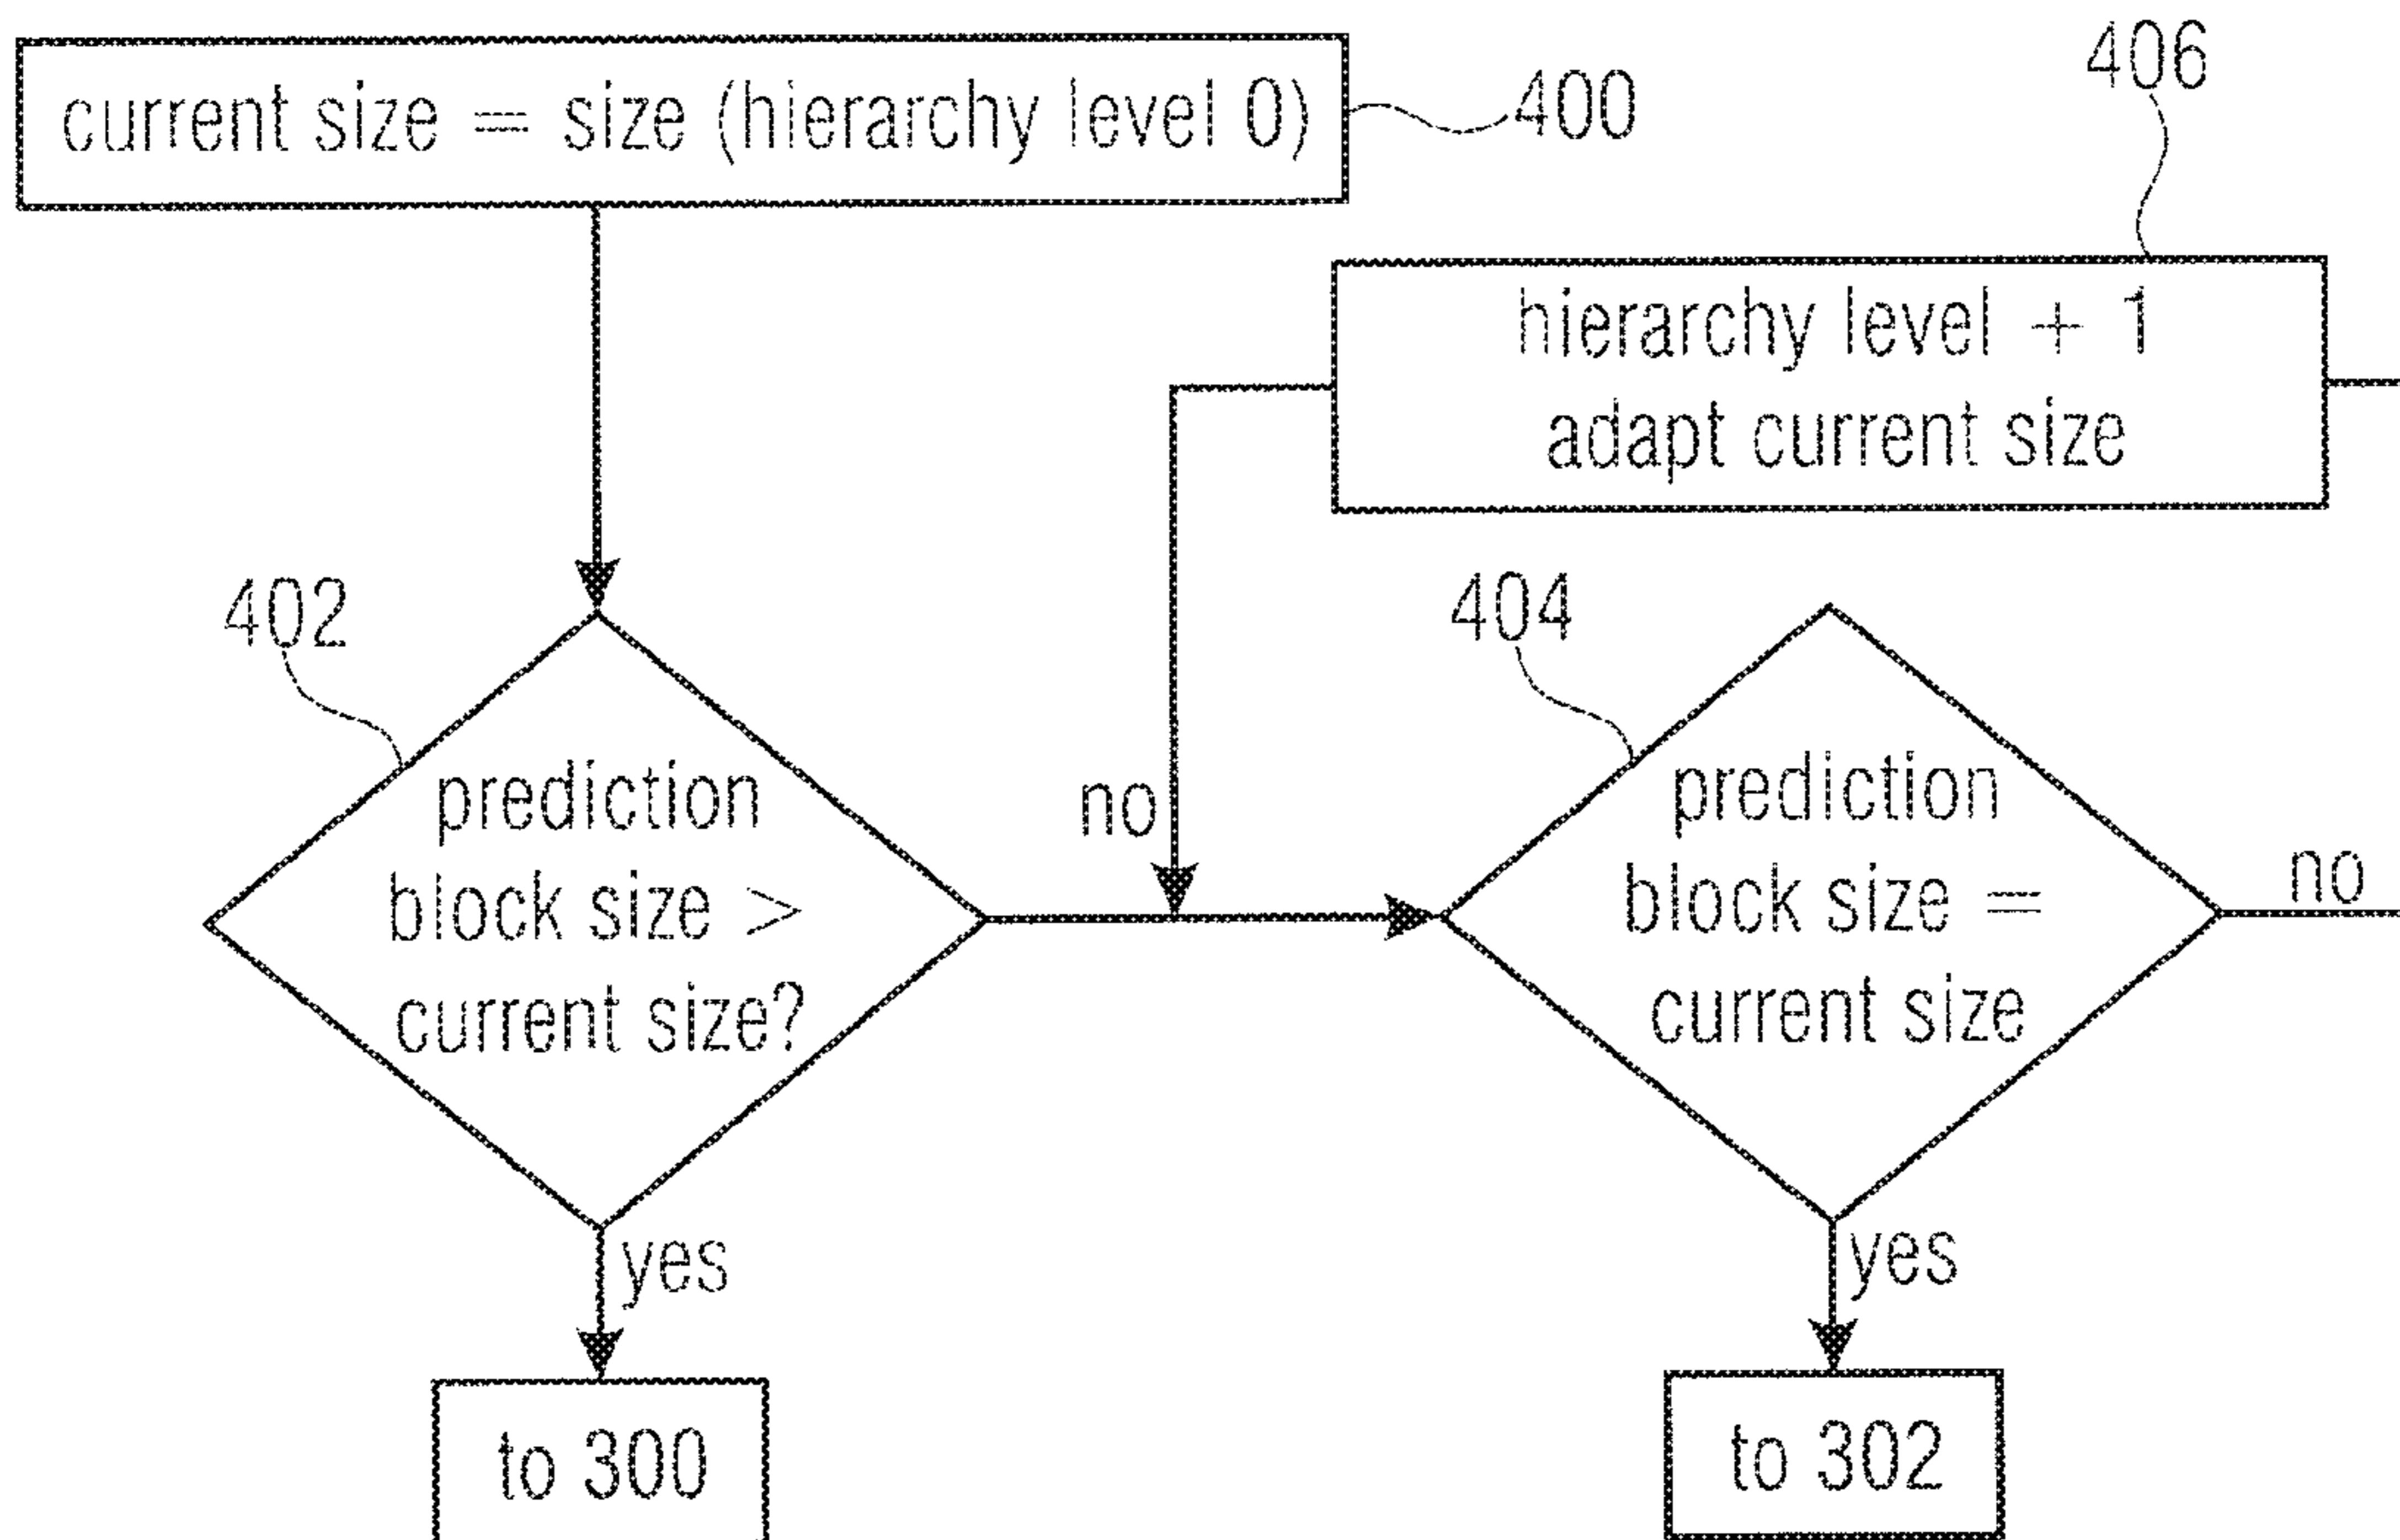 current size = size (hierarchy level 0)
400
406
hierarchy level + 1
adapt current size
402
prediction
block size >
current size?
no
404
prediction
block size =
current size
no
yes
to 300
yes
to 302